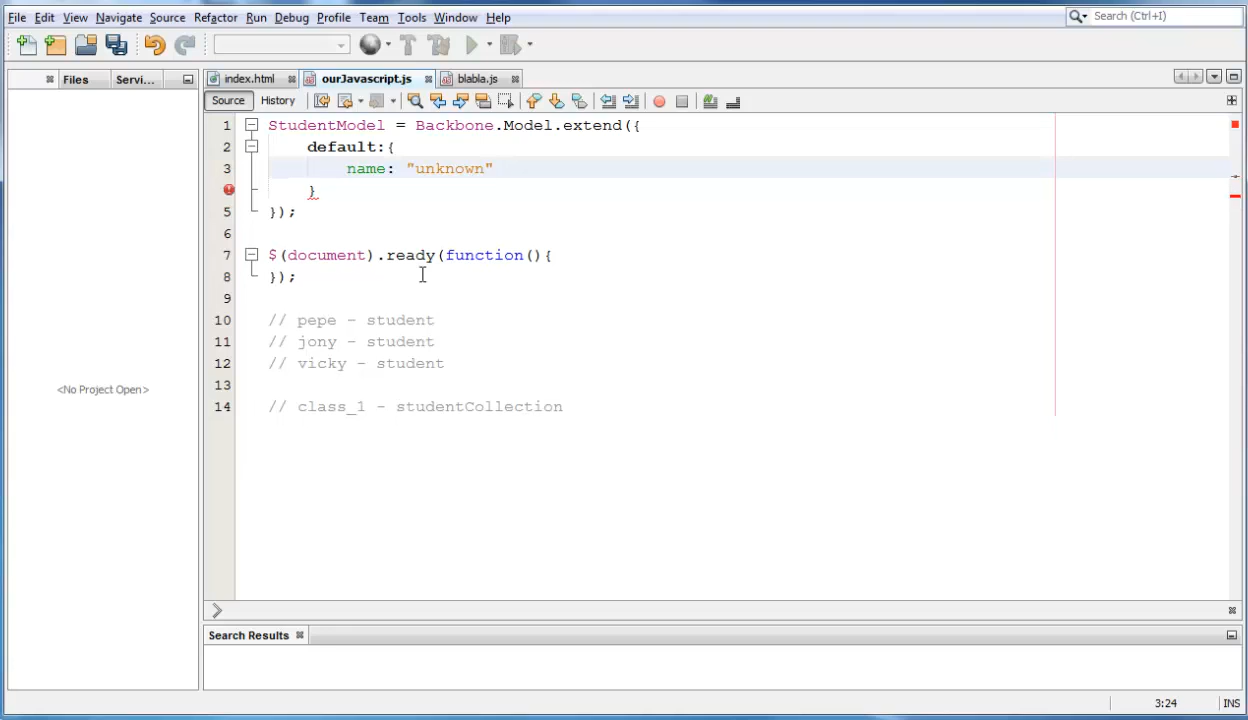 File Edit View Navigate Source Refactor Run Debug Profile Team Tools Window Help Search (Ctrl+I)
Files Servi... index.html ourJavascript.js blabla.js
Source History
1 StudentModel = Backbone.Model.extend({
2 default:{
3 name: "unknown"
}
5 });
6
7 $(document).ready(function(){
8 });
9
10 // pepe - student
11 // jony - student
12 // vicky - student
13
14 // class_1 - studentCollection
<No Project Open>
Search Results
3:24 INS